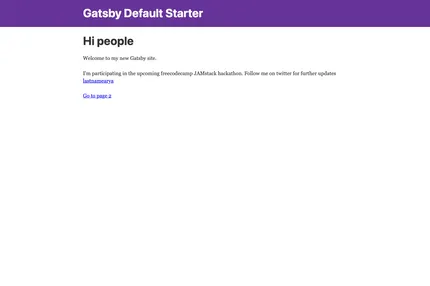 Gatsby Default Starter
Hi people
Welcome to my new Gatsby site.
I'm participating in the upcoming freecodecamp JAMstack hackathon. Follow me on twitter for further updates
lastnamearya
Go to page 2